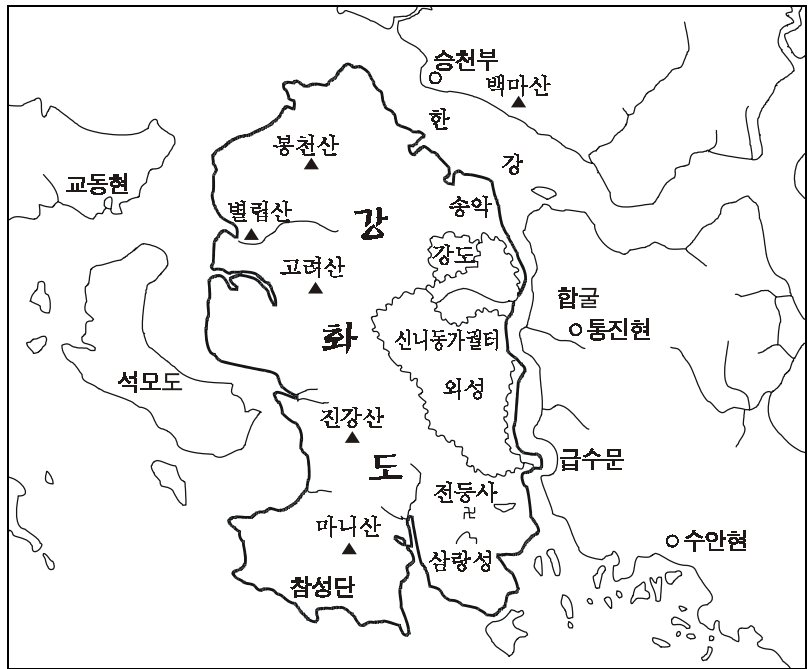 승천부
백마산
한
강
봉천산
교동현
별립산
송악
강
강도
고려산
합굴
통진현
화
신니동가궐터
석모도
외성
진강산
도
급수문
전등사
卍
마니산
수안현
삼랑성
참성단